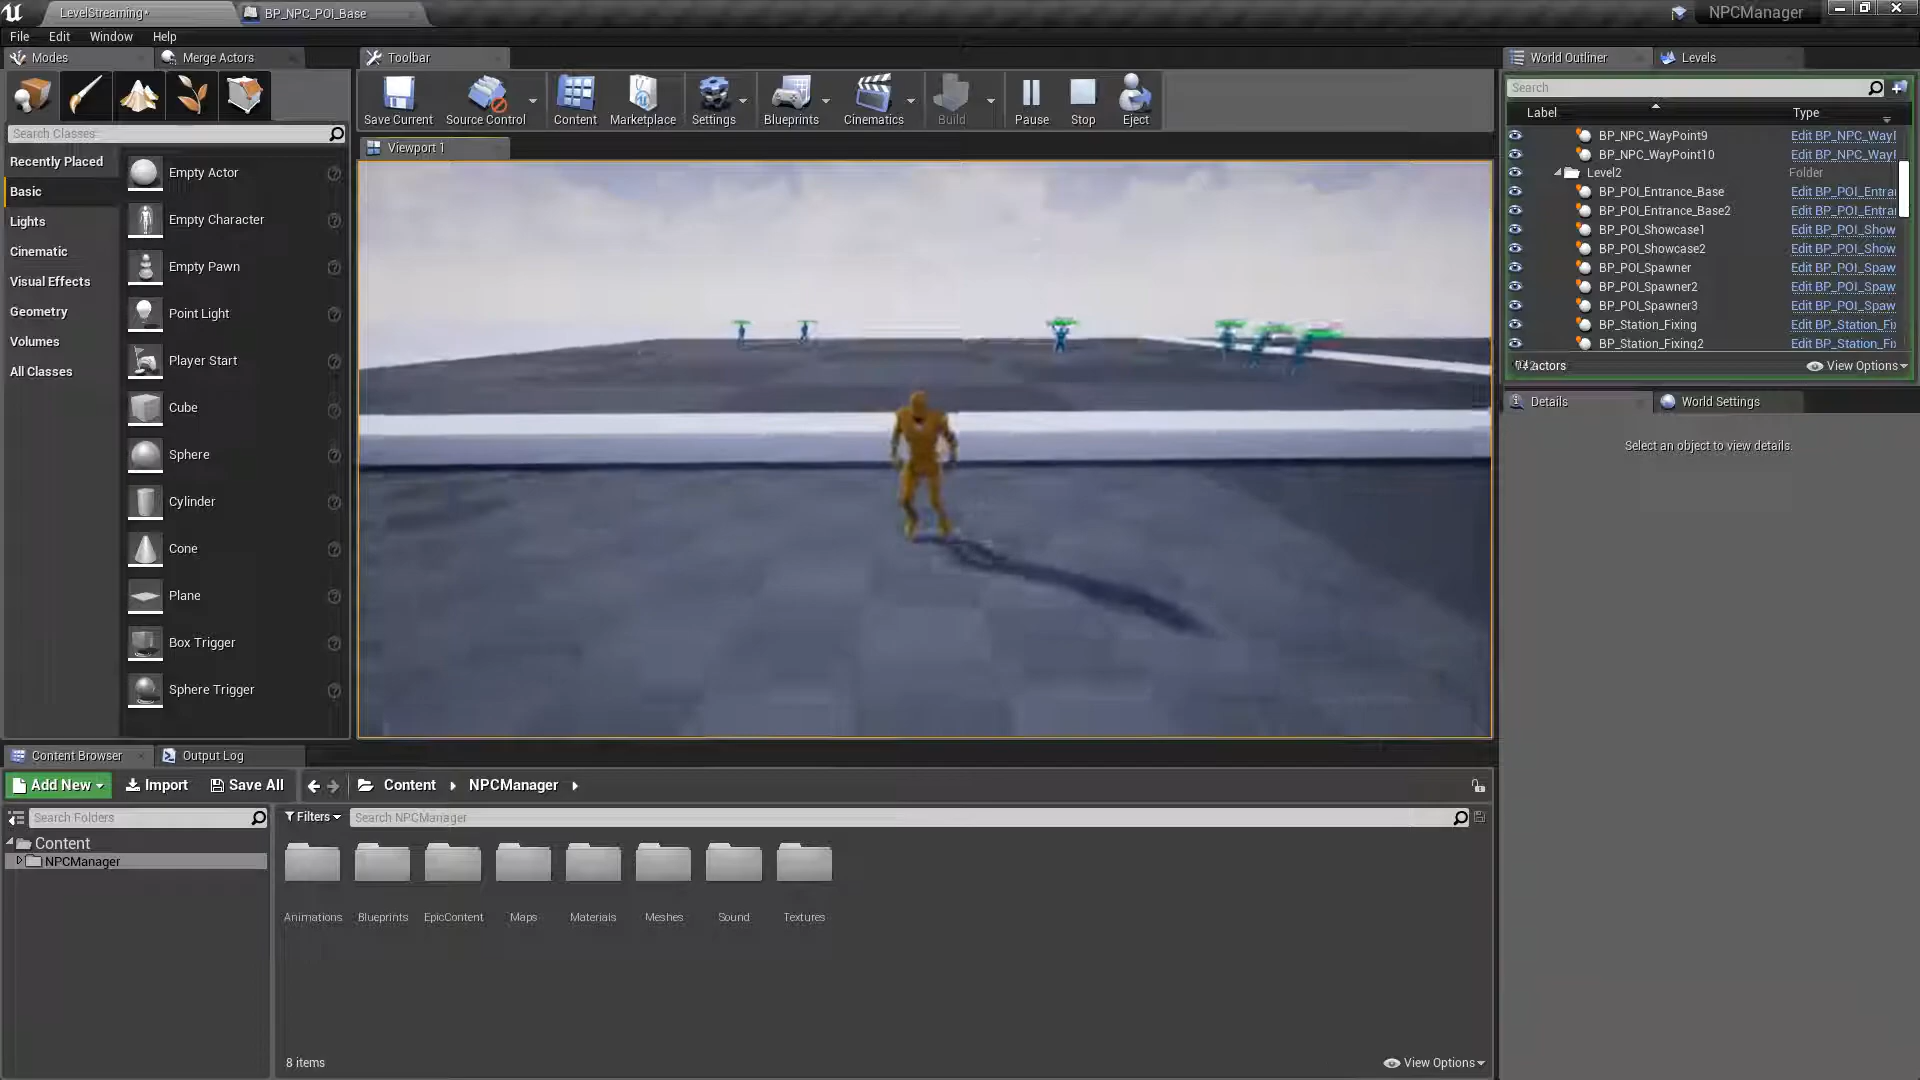 LevelStreaming*
BP_NPC_POI_Base
NPCManager
File Edit Window Help
Modes
Merge Actors
Search Classes
Recently Placed
Basic
Lights
Cinematic
Visual Effects
Geometry
Volumes
All Classes
Empty Actor
Empty Character
Empty Pawn
Point Light
Player Start
Cube
Sphere
Cylinder
Cone
Plane
Box Trigger
Sphere Trigger
Toolbar
Save Current
Source Control
Content
Marketplace
Settings
Blueprints
Cinematics
Build
Pause
Stop
Eject
Viewport 1
World Outliner
Levels
Search
Label Type
BP_NPC_WayPoint9 Edit BP_NPC_Way
BP_NPC_WayPoint10 Edit BP_NPC_Way
Level2 Folder
BP_POI_Entrance_Base Edit BP_POI_Entra
BP_POI_Entrance_Base2 Edit BP_POI_Entra
BP_POI_Showcase1 Edit BP_POI_Show
BP_POI_Showcase2 Edit BP_POI_Show
BP_POI_Spawner Edit BP_POI_Spaw
BP_POI_Spawner2 Edit BP_POI_Spaw
BP_POI_Spawner3 Edit BP_POI_Spaw
BP_Station_Fixing Edit BP_Station_Fi
BP_Station_Fixing2 Edit BP_Station_Fi
actors
View Options
Details
World Settings
Select an object to view details.
Content Browser
Output Log
Add New
Import
Save All
Content
NPCManager
Search Folders
Filters
Search NPCManager
Content
NPCManager
Animations
Blueprints
EpicContent
Maps
Materials
Meshes
Sound
Textures
8 items
View Options